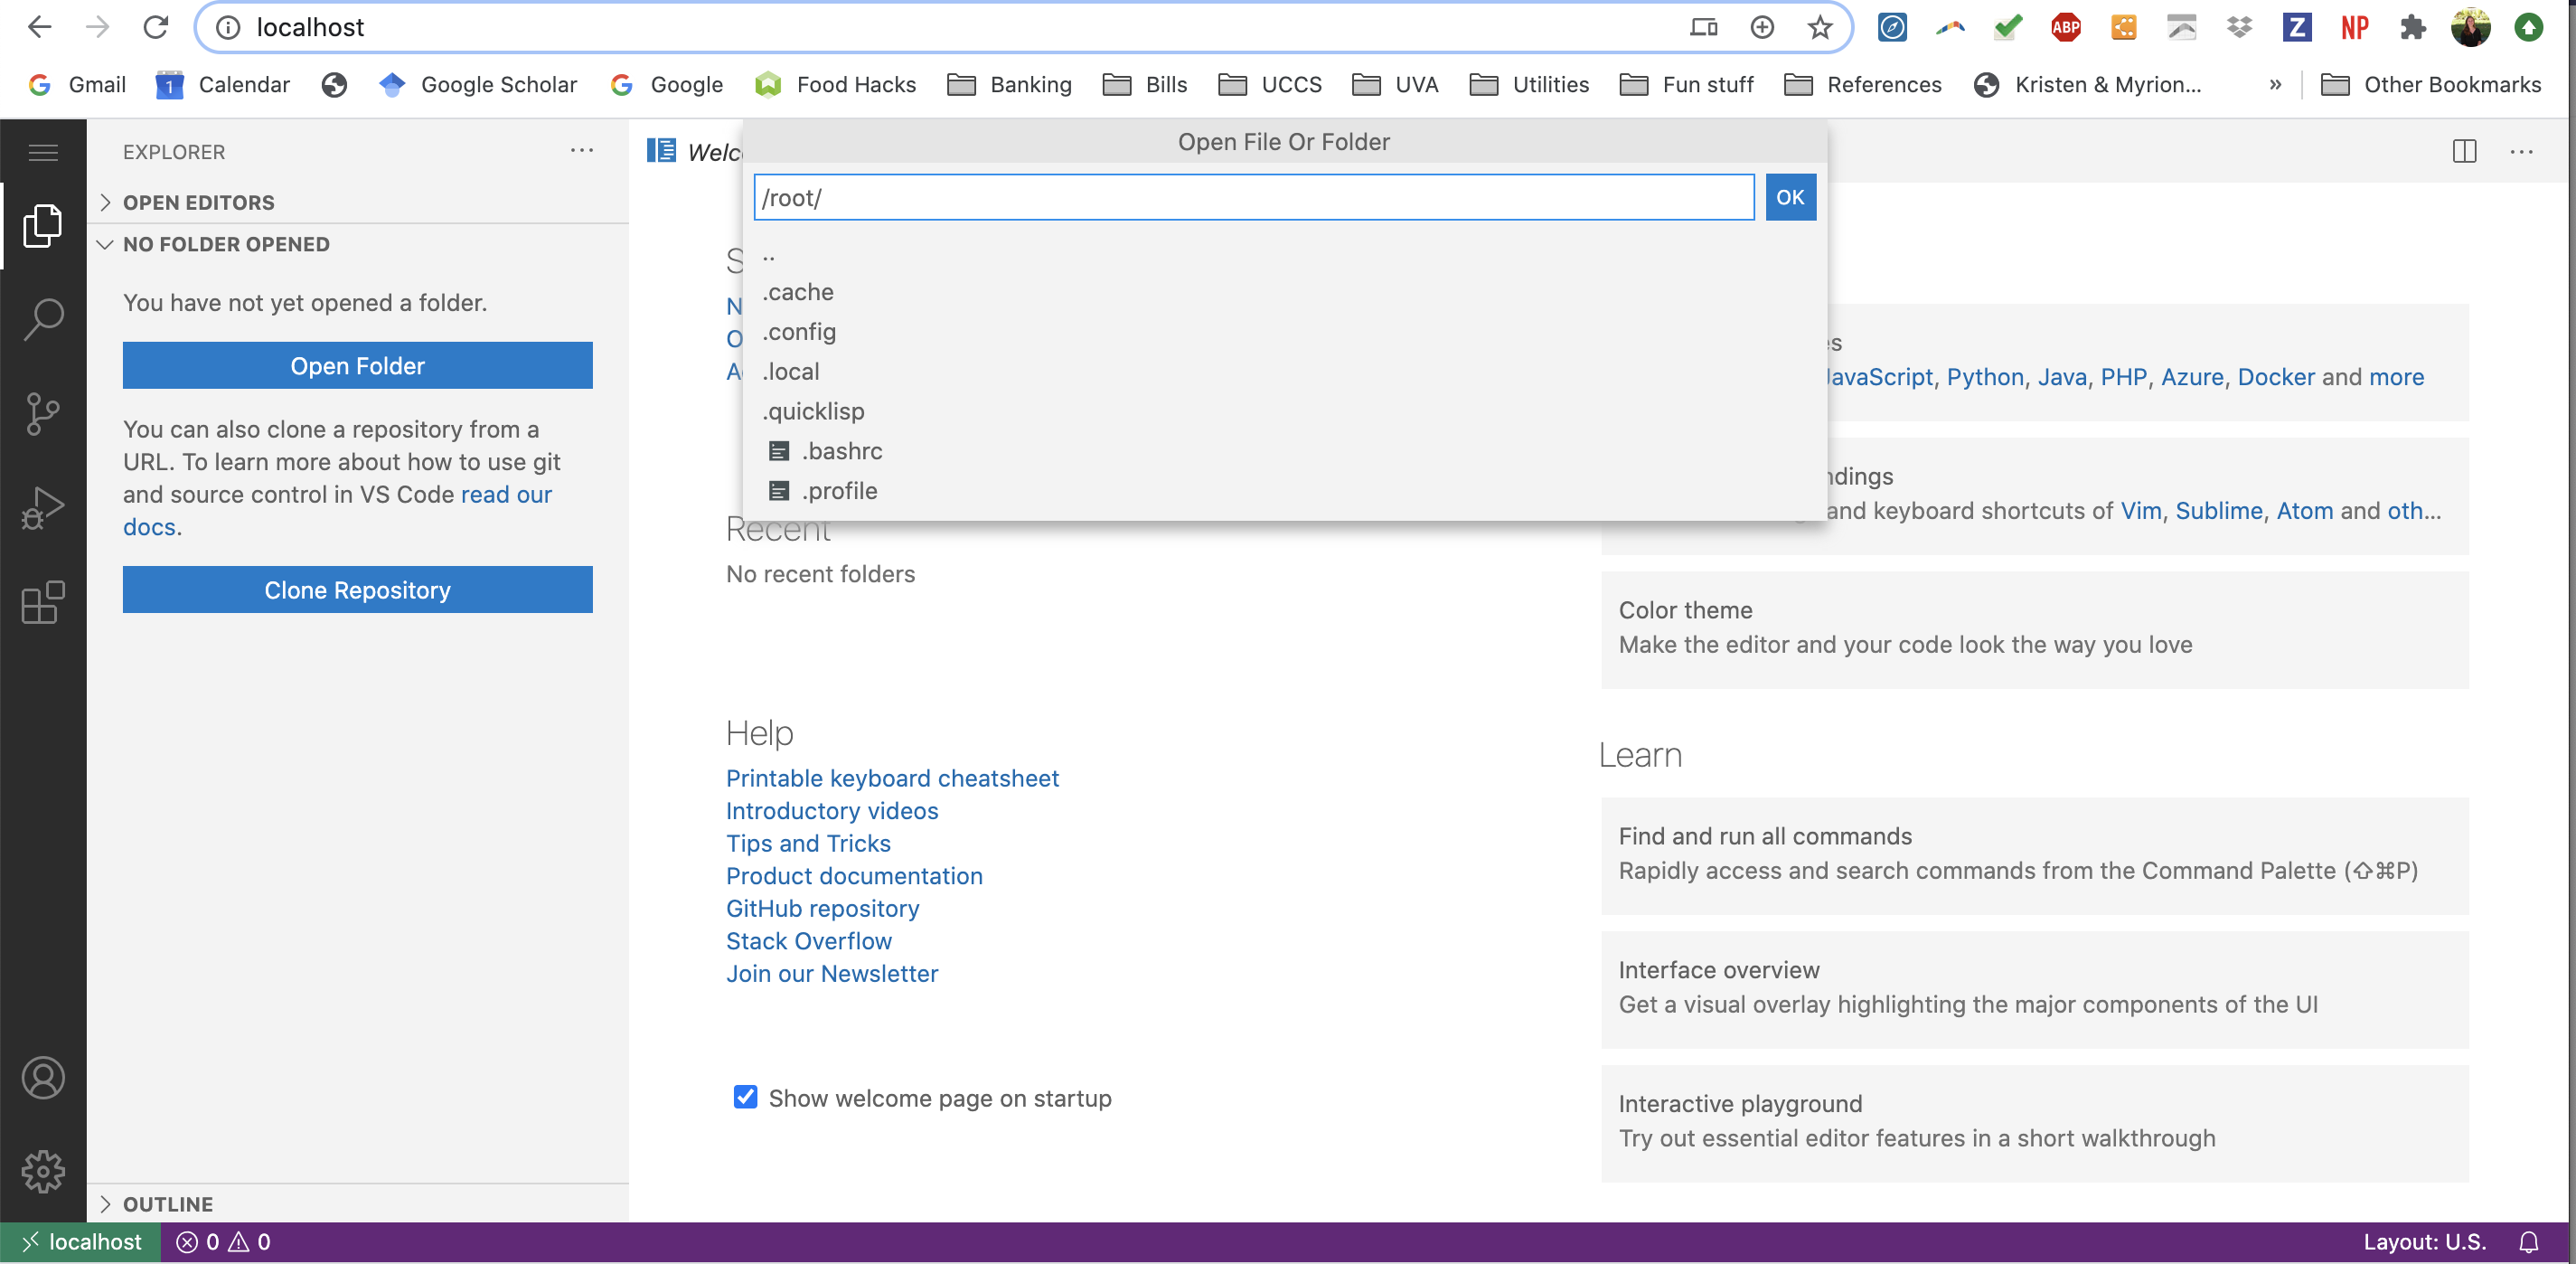 localhost
ABP
Z
NP
Gmail
1
Calendar
Google Scholar
Google
Food Hacks
Banking
Bills
UCCS
UVA
Utilities
Fun stuff
References
Kristen & Myrion...
»
Other Bookmarks
EXPLORER
···
OPEN EDITORS
NO FOLDER OPENED
You have not yet opened a folder.
Open Folder
You can also clone a repository from a
URL. To learn more about how to use git
and source control in VS Code read our
docs.
Clone Repository
OUTLINE
Open File Or Folder
/root/
OK
..
.cache
.config
.local
.quicklisp
.bashrc
.profile
Recent
No recent folders
Help
Printable keyboard cheatsheet
Introductory videos
Tips and Tricks
Product documentation
GitHub repository
Stack Overflow
Join our Newsletter
Show welcome page on startup
···
JavaScript, Python, Java, PHP, Azure, Docker and more
and keyboard shortcuts of Vim, Sublime, Atom and oth...
Color theme
Make the editor and your code look the way you love
Learn
Find and run all commands
Rapidly access and search commands from the Command Palette (⇧⌘P)
Interface overview
Get a visual overlay highlighting the major components of the UI
Interactive playground
Try out essential editor features in a short walkthrough
localhost
0
0
Layout: U.S.